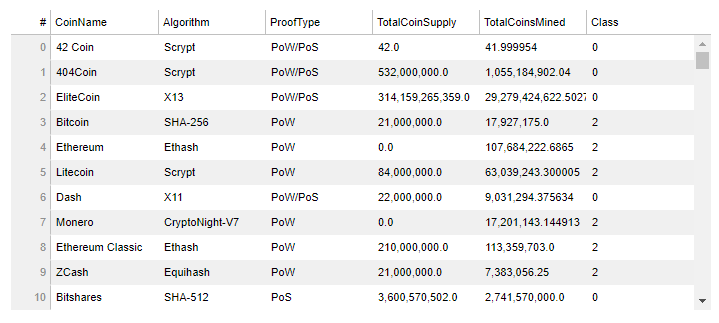 # CoinName Algorithm ProofType TotalCoinSupply TotalCoinsMined Class
0 42 Coin Scrypt PoW/PoS 42.0 41.999954 0
1 404Coin Scrypt PoW/PoS 532,000,000.0 1,055,184,902.04 0
2 EliteCoin X13 PoW/PoS 314,159,265,359.0 29,279,424,622.5027 0
3 Bitcoin SHA-256 PoW 21,000,000.0 17,927,175.0 2
4 Ethereum Ethash PoW 0.0 107,684,222.6865 2
5 Litecoin Scrypt PoW 84,000,000.0 63,039,243.300005 2
6 Dash X11 PoW/PoS 22,000,000.0 9,031,294.375634 0
7 Monero CryptoNight-V7 PoW 0.0 17,201,143.144913 2
8 Ethereum Classic Ethash PoW 210,000,000.0 113,359,703.0 2
9 ZCash Equihash PoW 21,000,000.0 7,383,056.25 2
10 Bitshares SHA-512 PoS 3,600,570,502.0 2,741,570,000.0 0